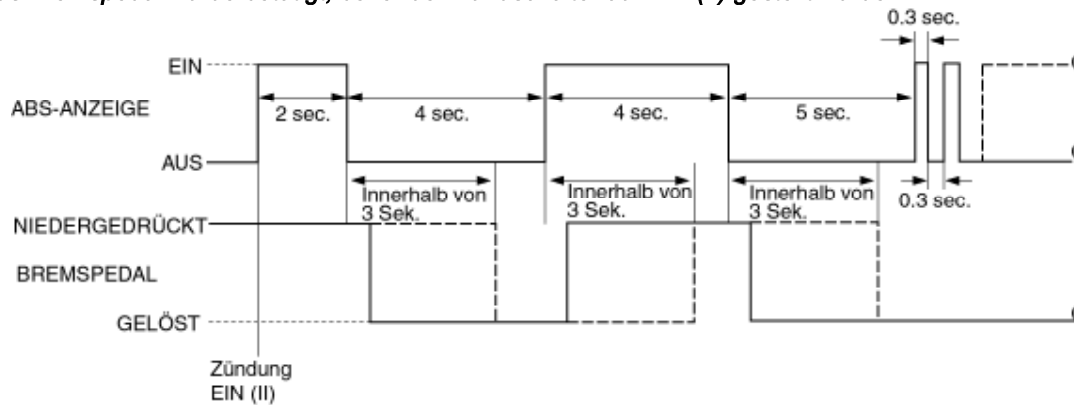 0.3 sec.
EIN
ABS-ANZEIGE
2 sec.
4 sec.
4 sec.
5 sec.
AUS
Innerhalb von
3 Sek.
Innerhalb von
3 Sek.
Innerhalb von
3 Sek.
0.3 sec.
NIEDERGEDRÜCKT
BREMSPEDAL
GELÖST
Zündung
EIN (II)